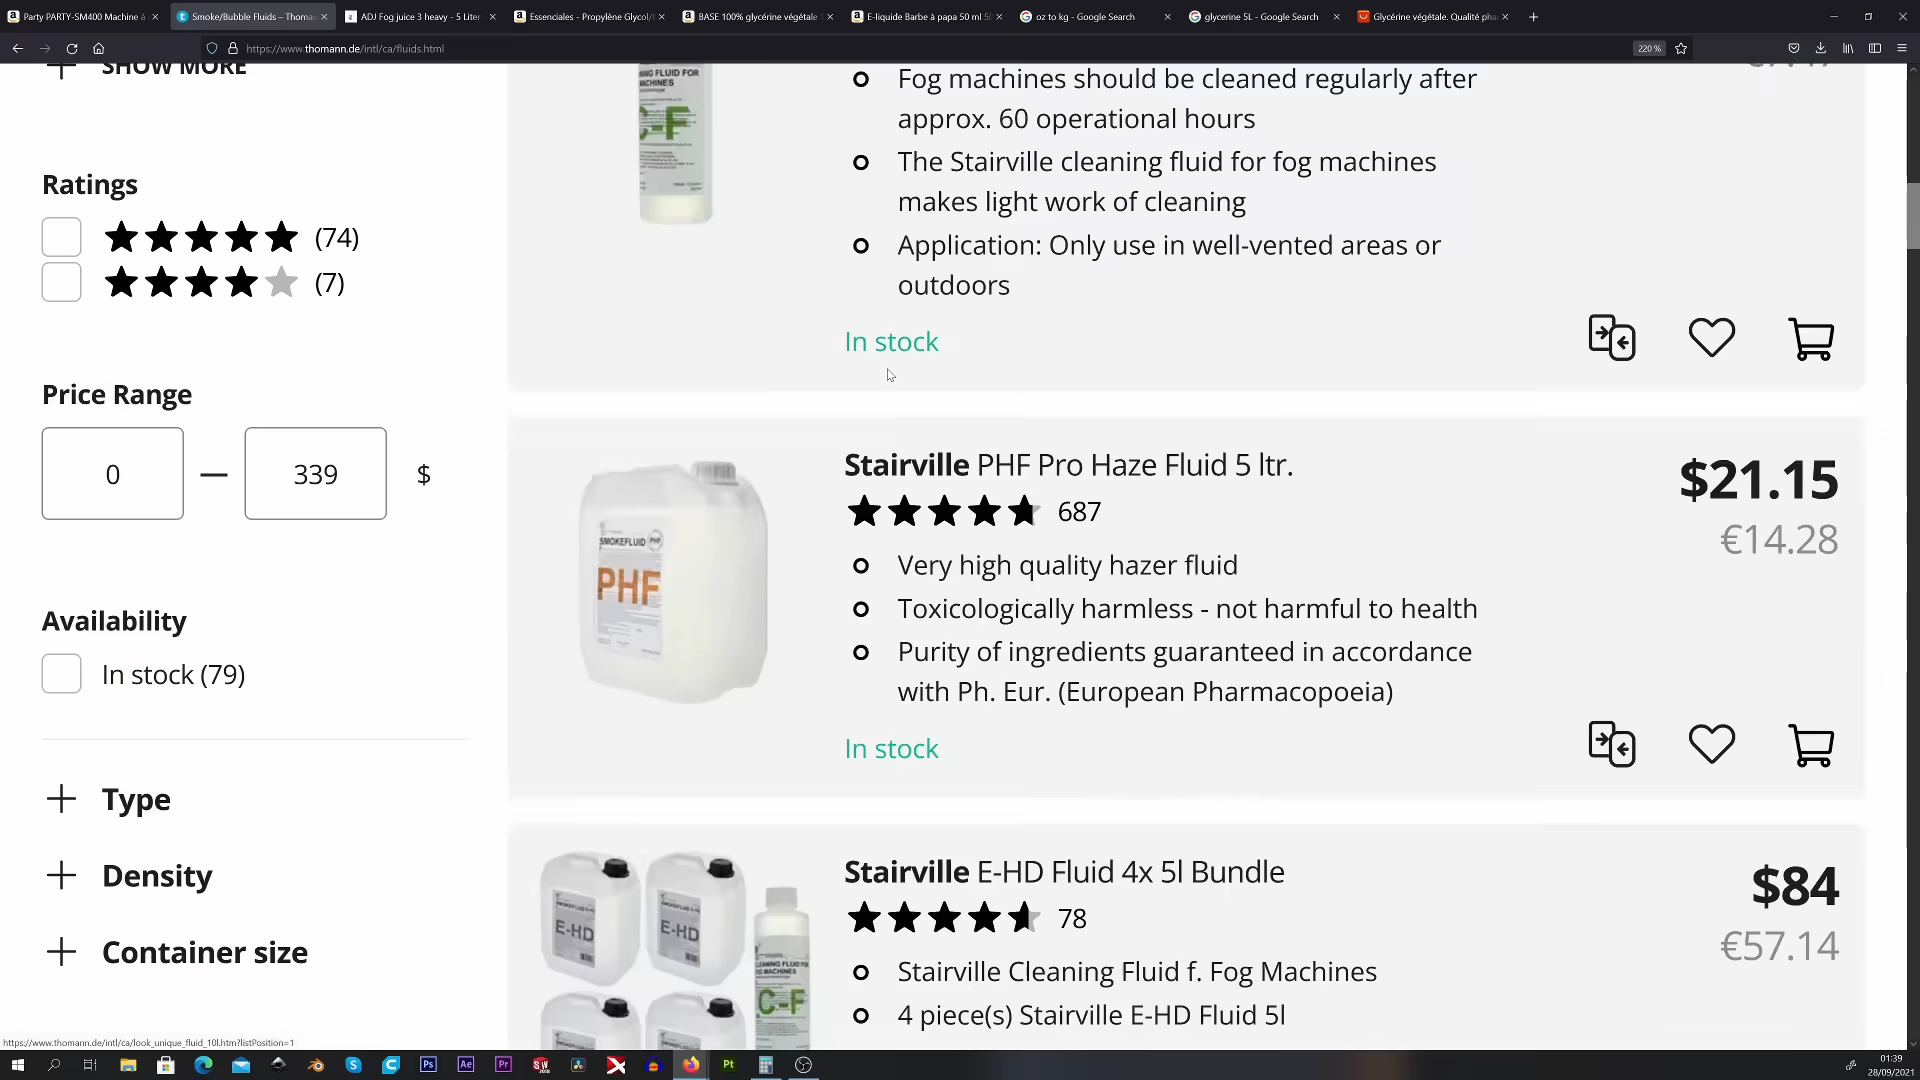 Party PARTY-SM400 Machine à
Smoke/Bubble Fluids – Thoma
ADJ Fog juice 3 heavy - 5 Liter
Essenciales - Propylène Glycol/
BASE 100% glycérine végétale 1
E-liquide Barbe à papa 50 ml 50
oz to kg - Google Search
glycerine 5L - Google Search
Glycérine végétale. Qualité pha
https://www.thomann.de/intl/ca/fluids.html
220 %
SHOW MORE
Ratings
(74)
(7)
Price Range
0 — 339 $
Availability
In stock (79)
Type
Density
Container size
C-F
Fog machines should be cleaned regularly after
approx. 60 operational hours
The Stairville cleaning fluid for fog machines
makes light work of cleaning
Application: Only use in well-vented areas or
outdoors
In stock
SMOKEFLUID PHF
PHF
Stairville PHF Pro Haze Fluid 5 ltr.
687
$21.15
€14.28
Very high quality hazer fluid
Toxicologically harmless - not harmful to health
Purity of ingredients guaranteed in accordance
with Ph. Eur. (European Pharmacopoeia)
In stock
E-HD
E-HD
C-F
Stairville E-HD Fluid 4x 5l Bundle
78
$84
€57.14
Stairville Cleaning Fluid f. Fog Machines
4 piece(s) Stairville E-HD Fluid 5l
https://www.thomann.de/intl/ca/look_unique_fluid_10l.htm?listPosition=1
01:39
28/09/2021